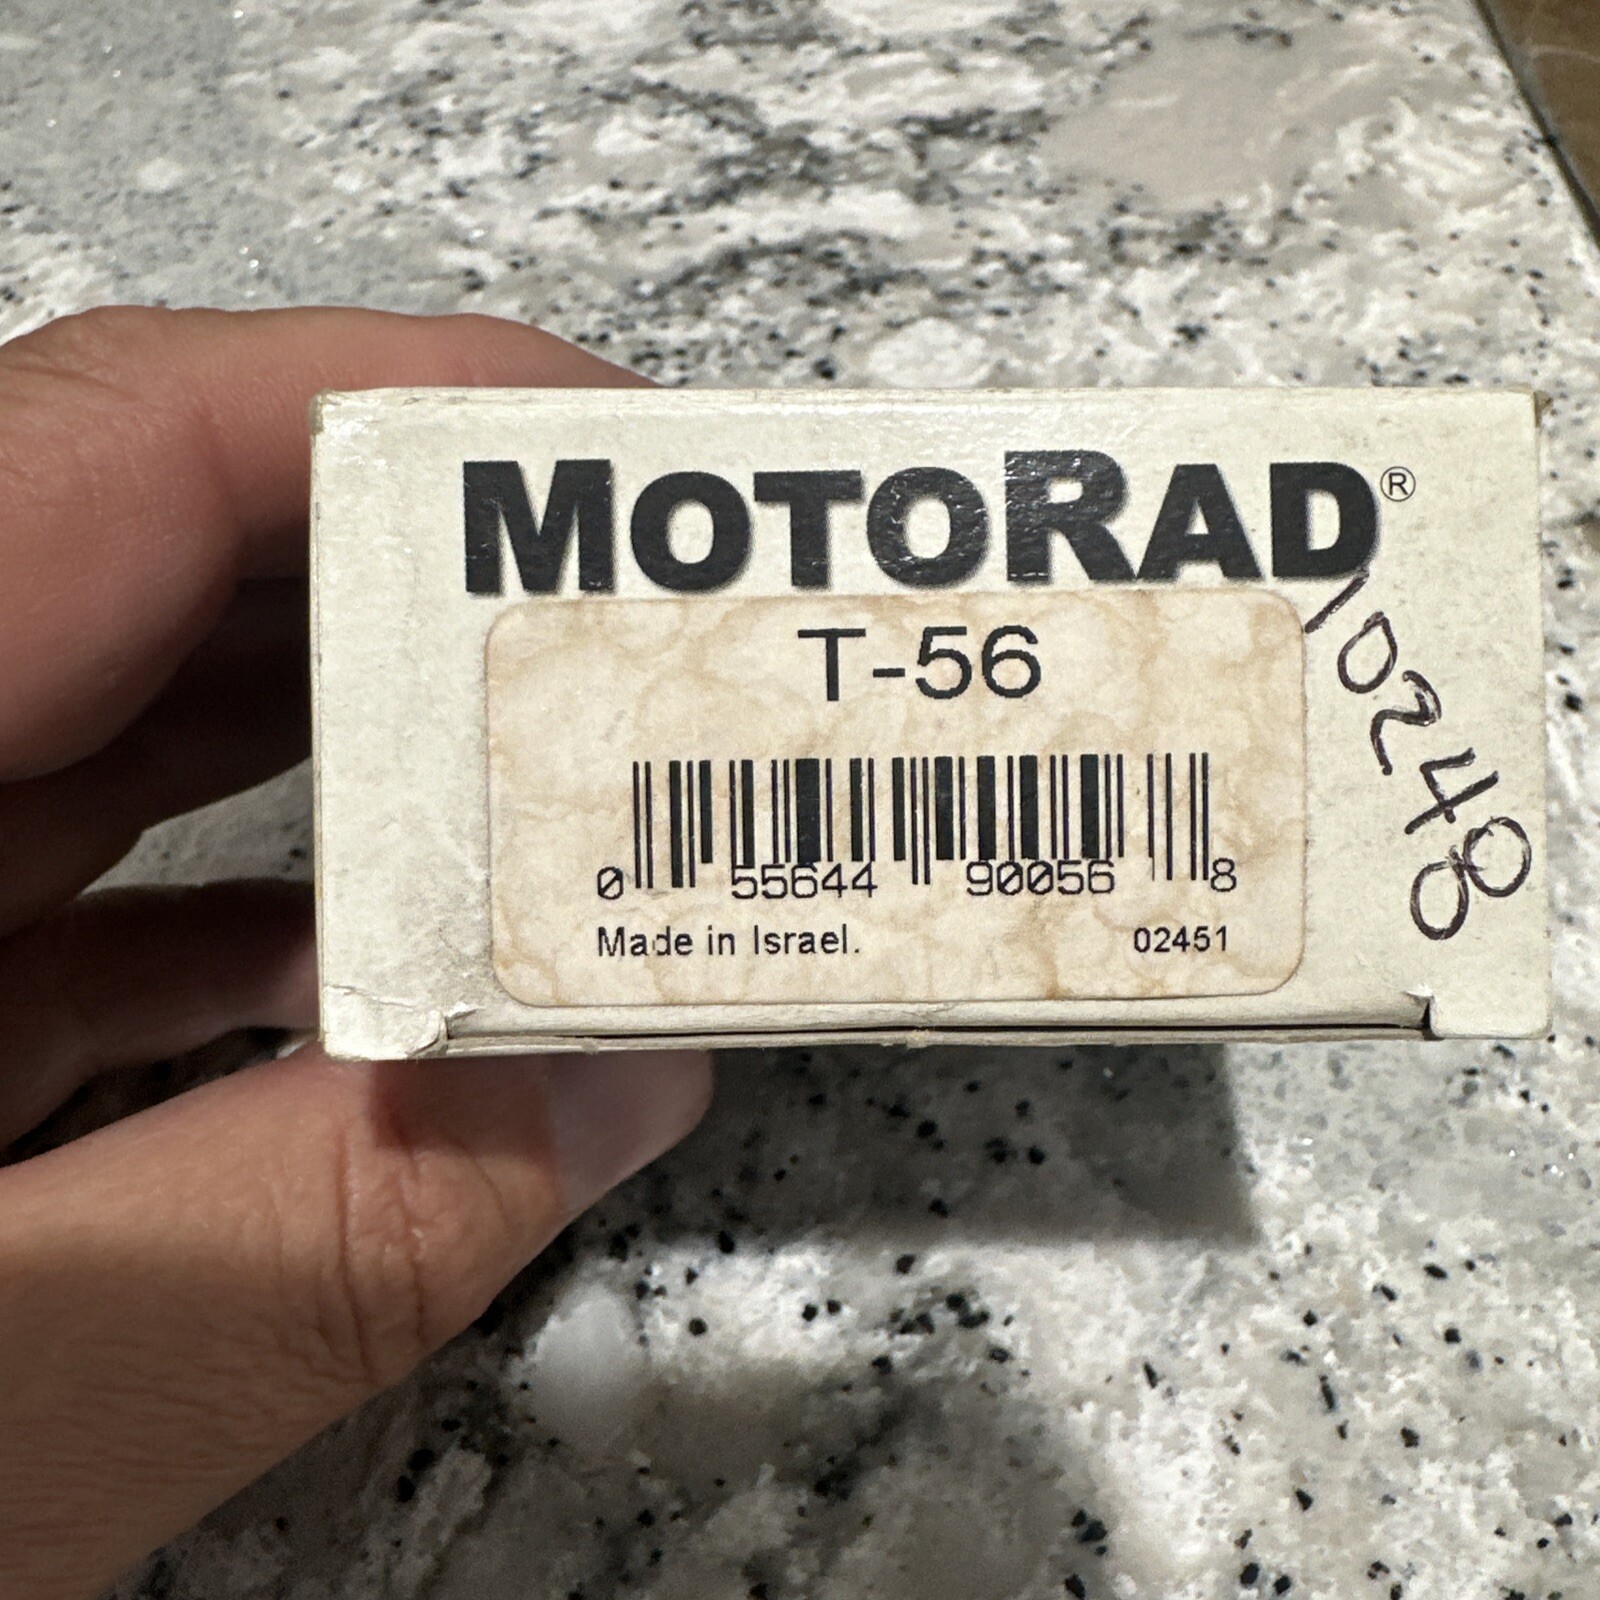 MOTORAD®
T-56
0 55644 90056 8
Made in Israel. 02451
10248